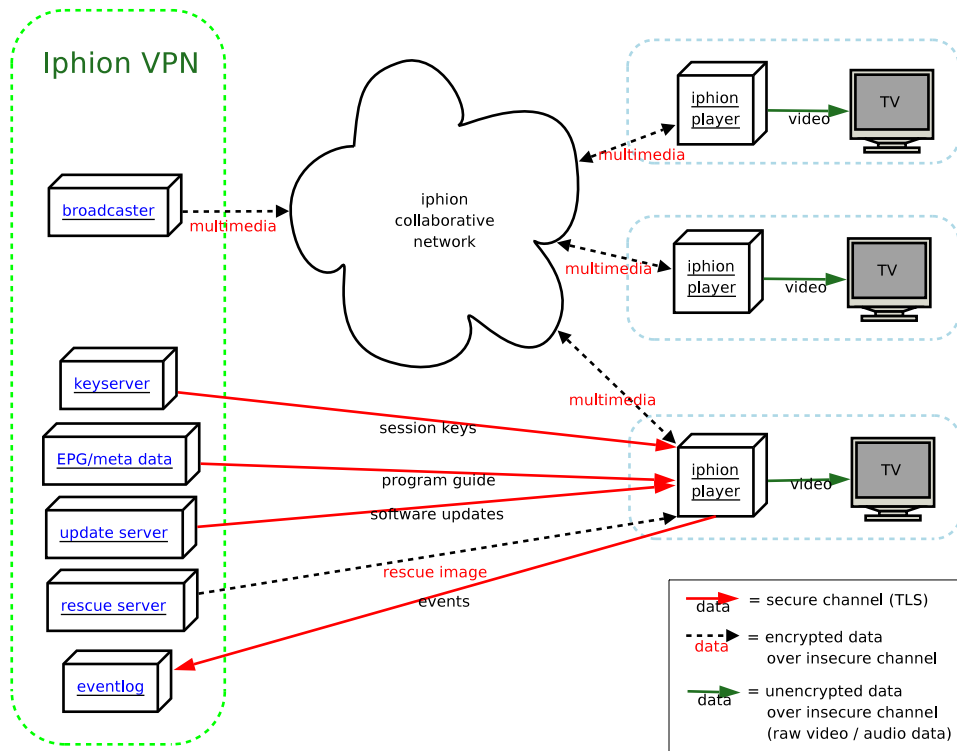 Iphion VPN
broadcaster
multimedia
iphion
collaborative
network
multimedia
iphion
player
video
TV
multimedia
iphion
player
video
TV
multimedia
keyserver
session keys
EPG/meta data
program guide
update server
software updates
rescue server
rescue image
eventlog
events
iphion
player
video
TV
data = secure channel (TLS)
data = encrypted data
over insecure channel
data = unencrypted data
over insecure channel
(raw video / audio data)